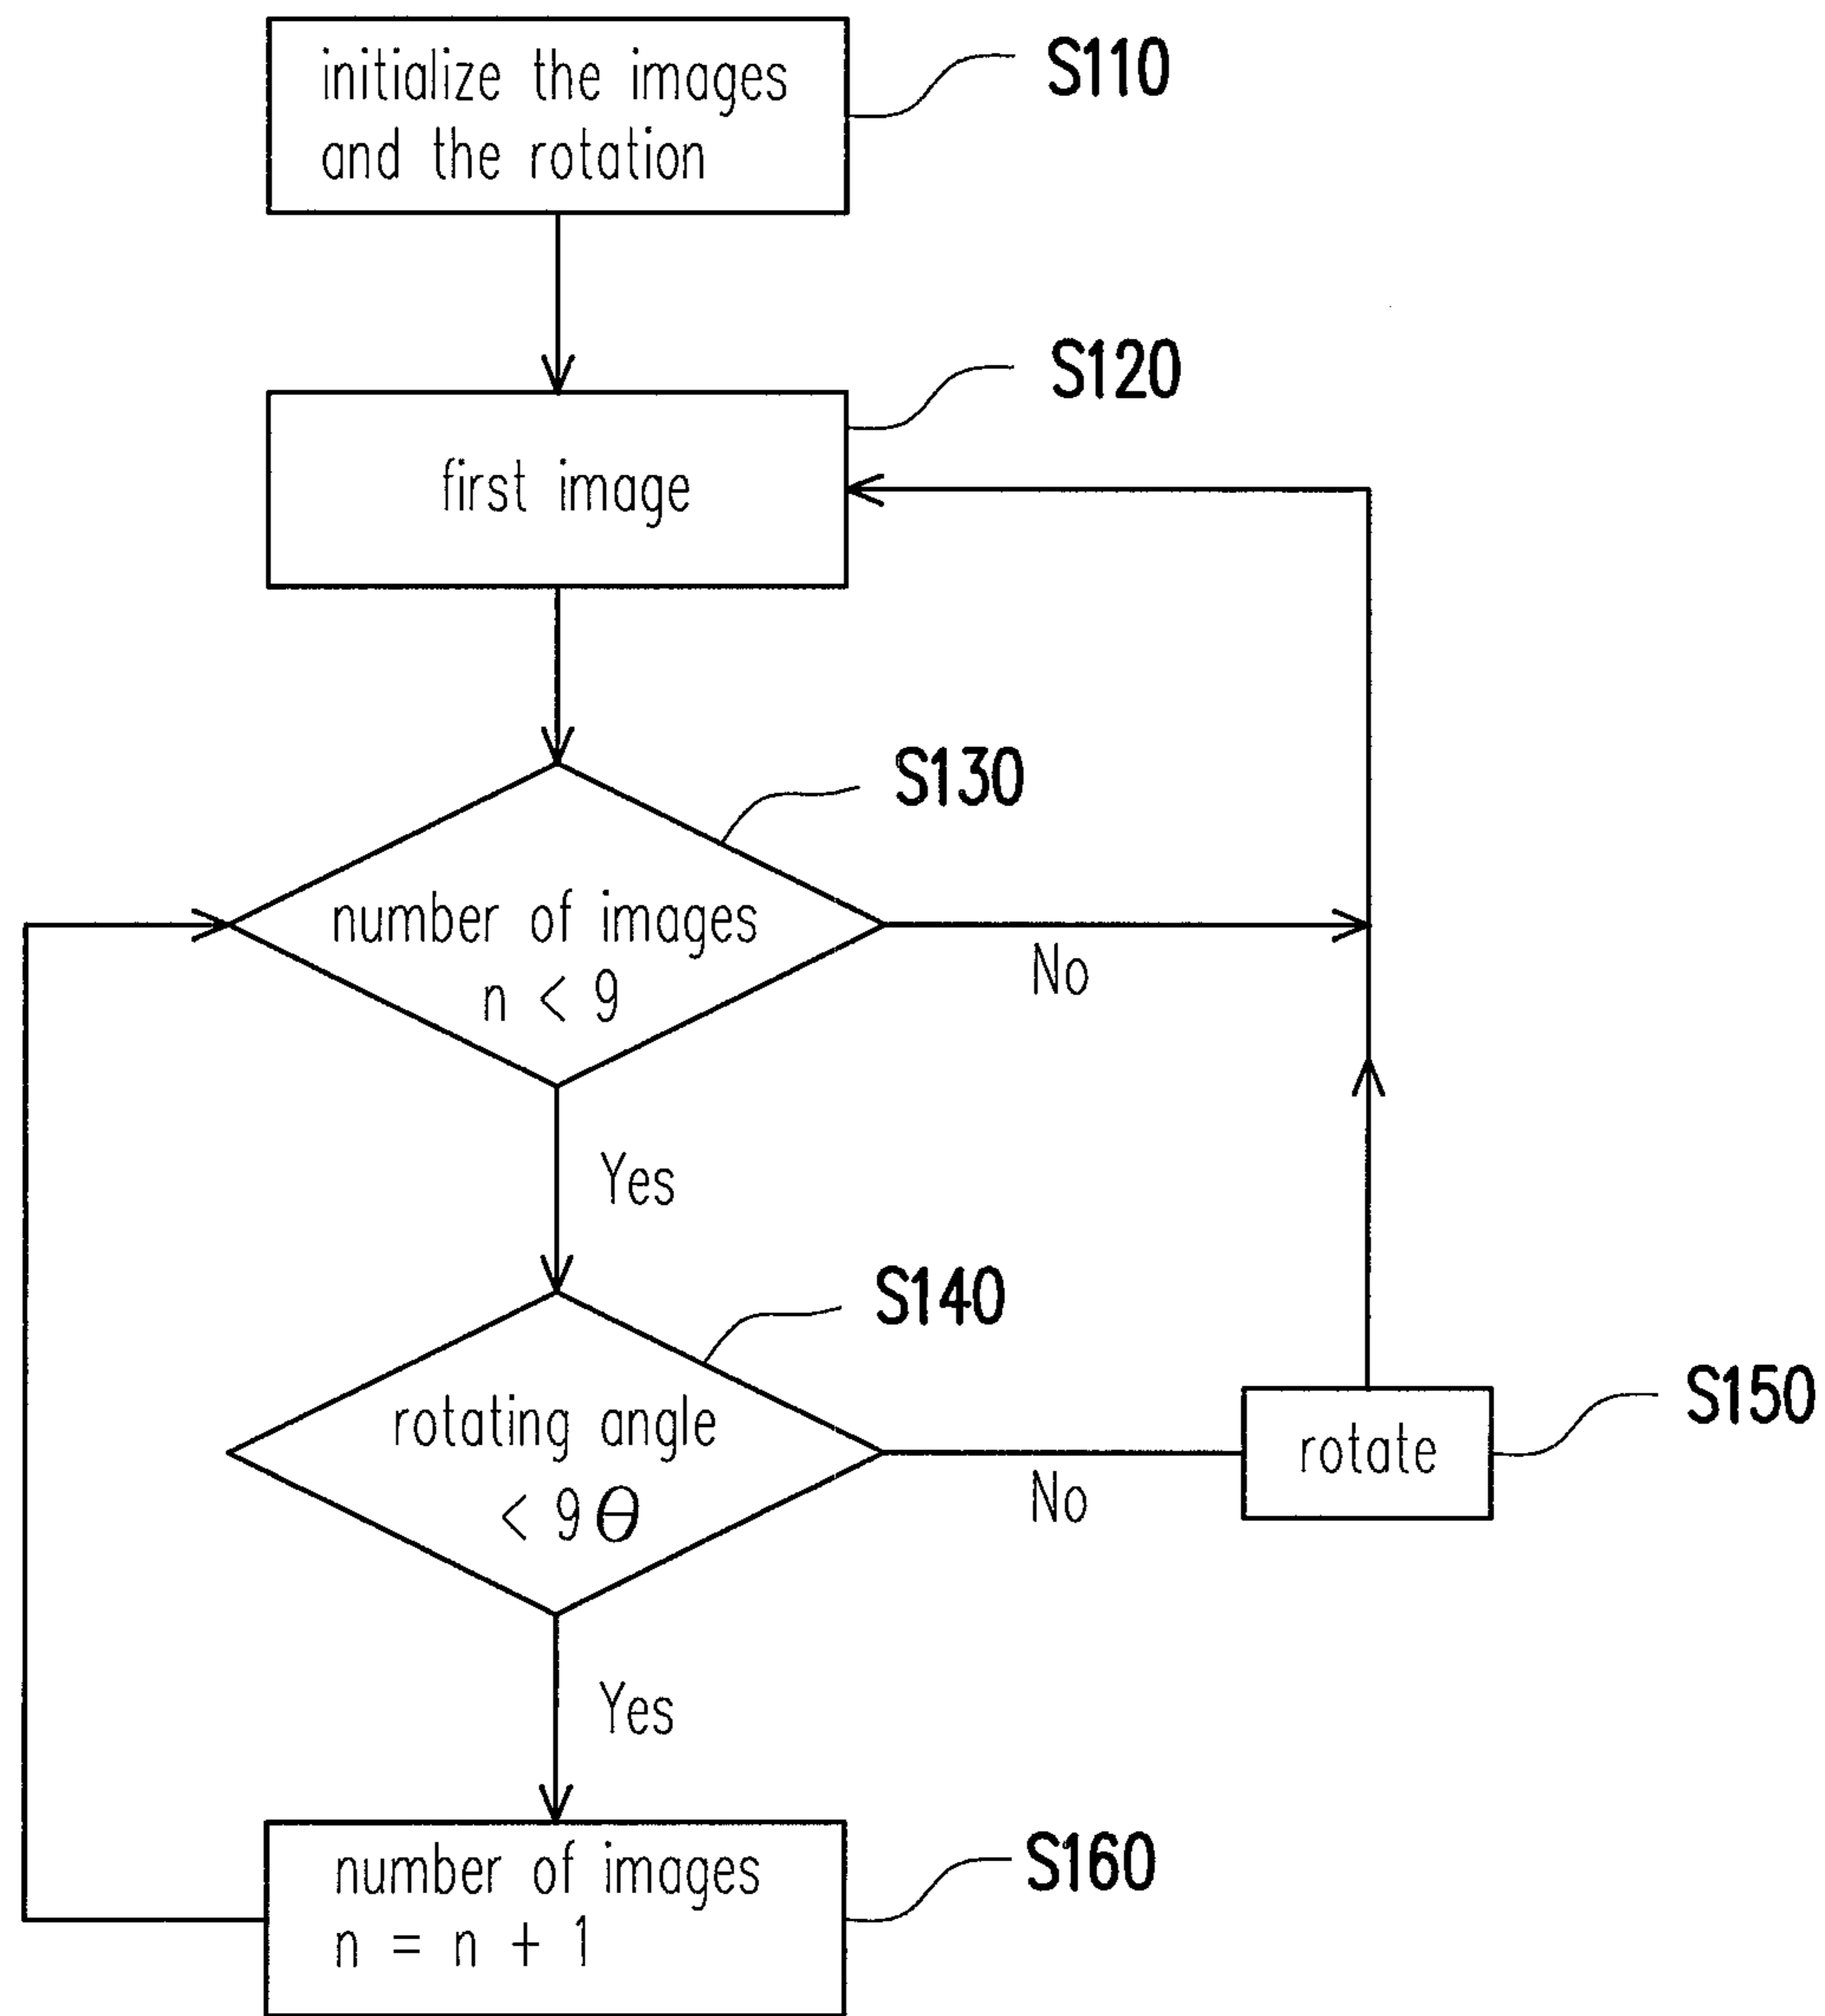 initialize the images
and the rotation
S110
first image
S120
number of images
n < 9
S130
No
Yes
rotating angle
< 9θ
S140
No
rotate
S150
Yes
number of images
n = n + 1
S160